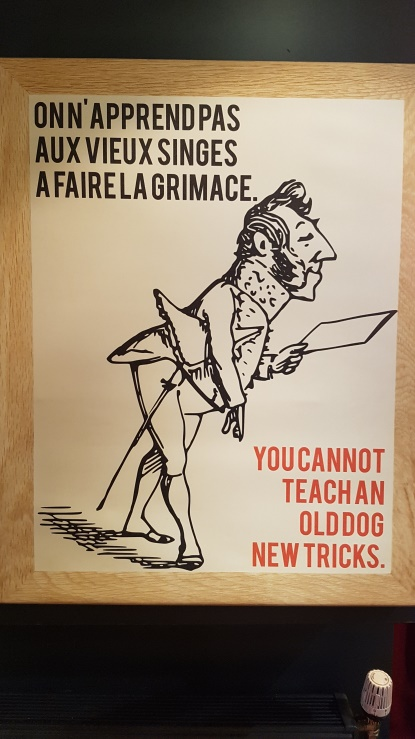 ON N'APPREND PAS
AUX VIEUX SINGES
A FAIRE LA GRIMACE.
YOU CANNOT
TEACH AN
OLD DOG
NEW TRICKS.